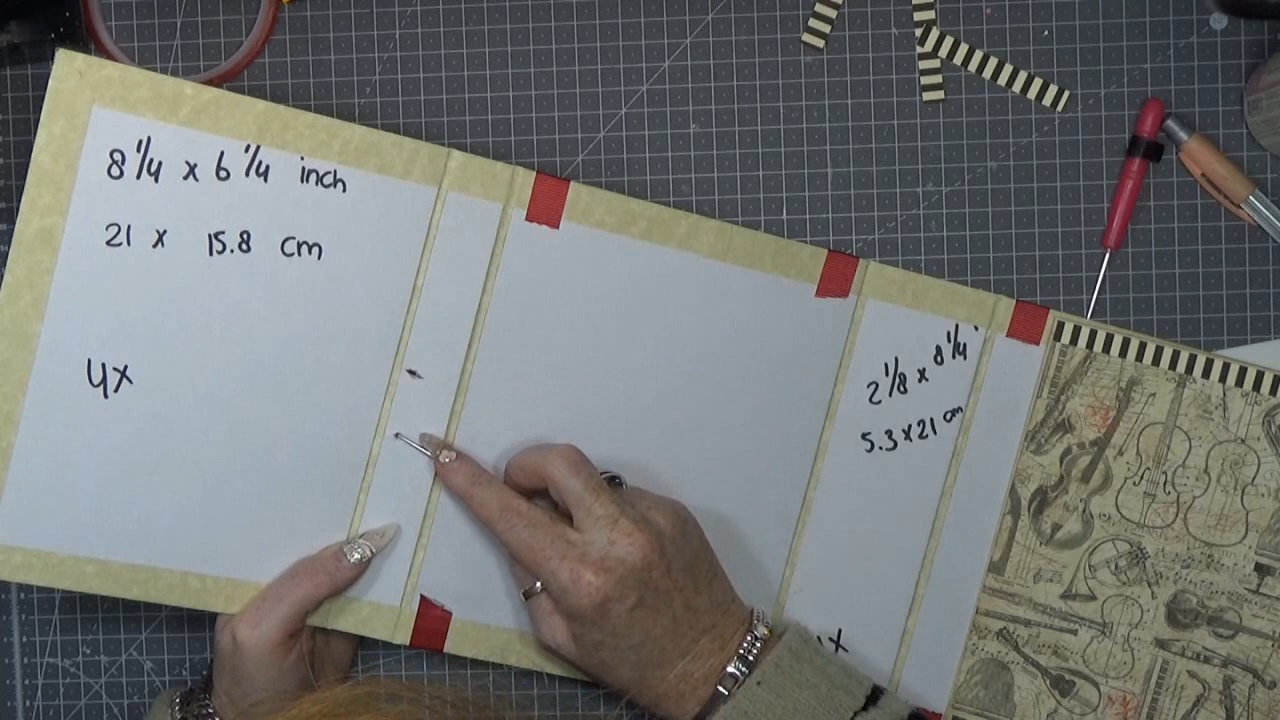 8 1/4 x 6 1/4 inch
21 x 15.8 cm
4x
2 1/8 x 8 1/4
5.3 x 21 cm